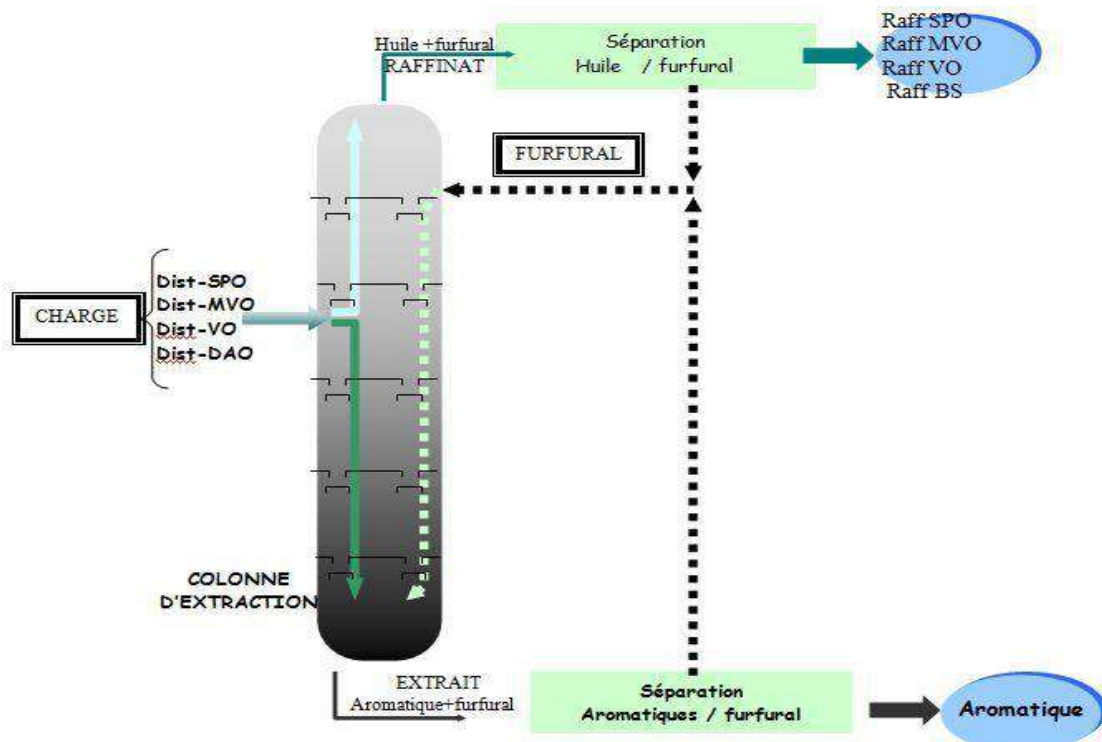 Huile +furfural
RAFFINAT
Séparation
Huile / furfural
Raff SPO
Raff MVO
Raff VO
Raff BS
FURFURAL
CHARGE
Dist-SPO
Dist-MVO
Dist-VO
Dist-DAO
COLONNE
D'EXTRACTION
EXTRAIT
Aromatique+furfural
Séparation
Aromatiques / furfural
Aromatique